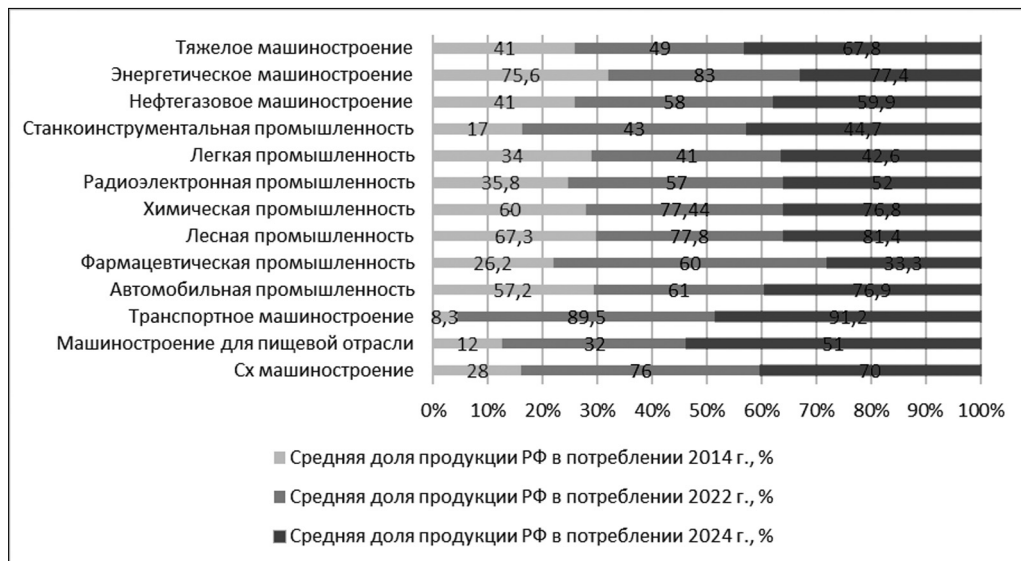 Тяжелое машиностроение 41 49 67,8
Энергетическое машиностроение 75,6 83 77,4
Нефтегазовое машиностроение 41 58 59,9
Станкоинструментальная промышленность 17 43 44,7
Легкая промышленность 34 41 42,6
Радиоэлектронная промышленность 35,8 57 52
Химическая промышленность 60 77,44 76,8
Лесная промышленность 67,3 77,8 81,4
Фармацевтическая промышленность 26,2 60 33,3
Автомобильная промышленность 57,2 61 76,9
Транспортное машиностроение 8,3 89,5 91,2
Машиностроение для пищевой отрасли 12 32 51
Сх машиностроение 28 76 70
0% 10% 20% 30% 40% 50% 60% 70% 80% 90% 100%
Средняя доля продукции РФ в потреблении 2014 г., %
Средняя доля продукции РФ в потреблении 2022 г., %
Средняя доля продукции РФ в потреблении 2024 г., %